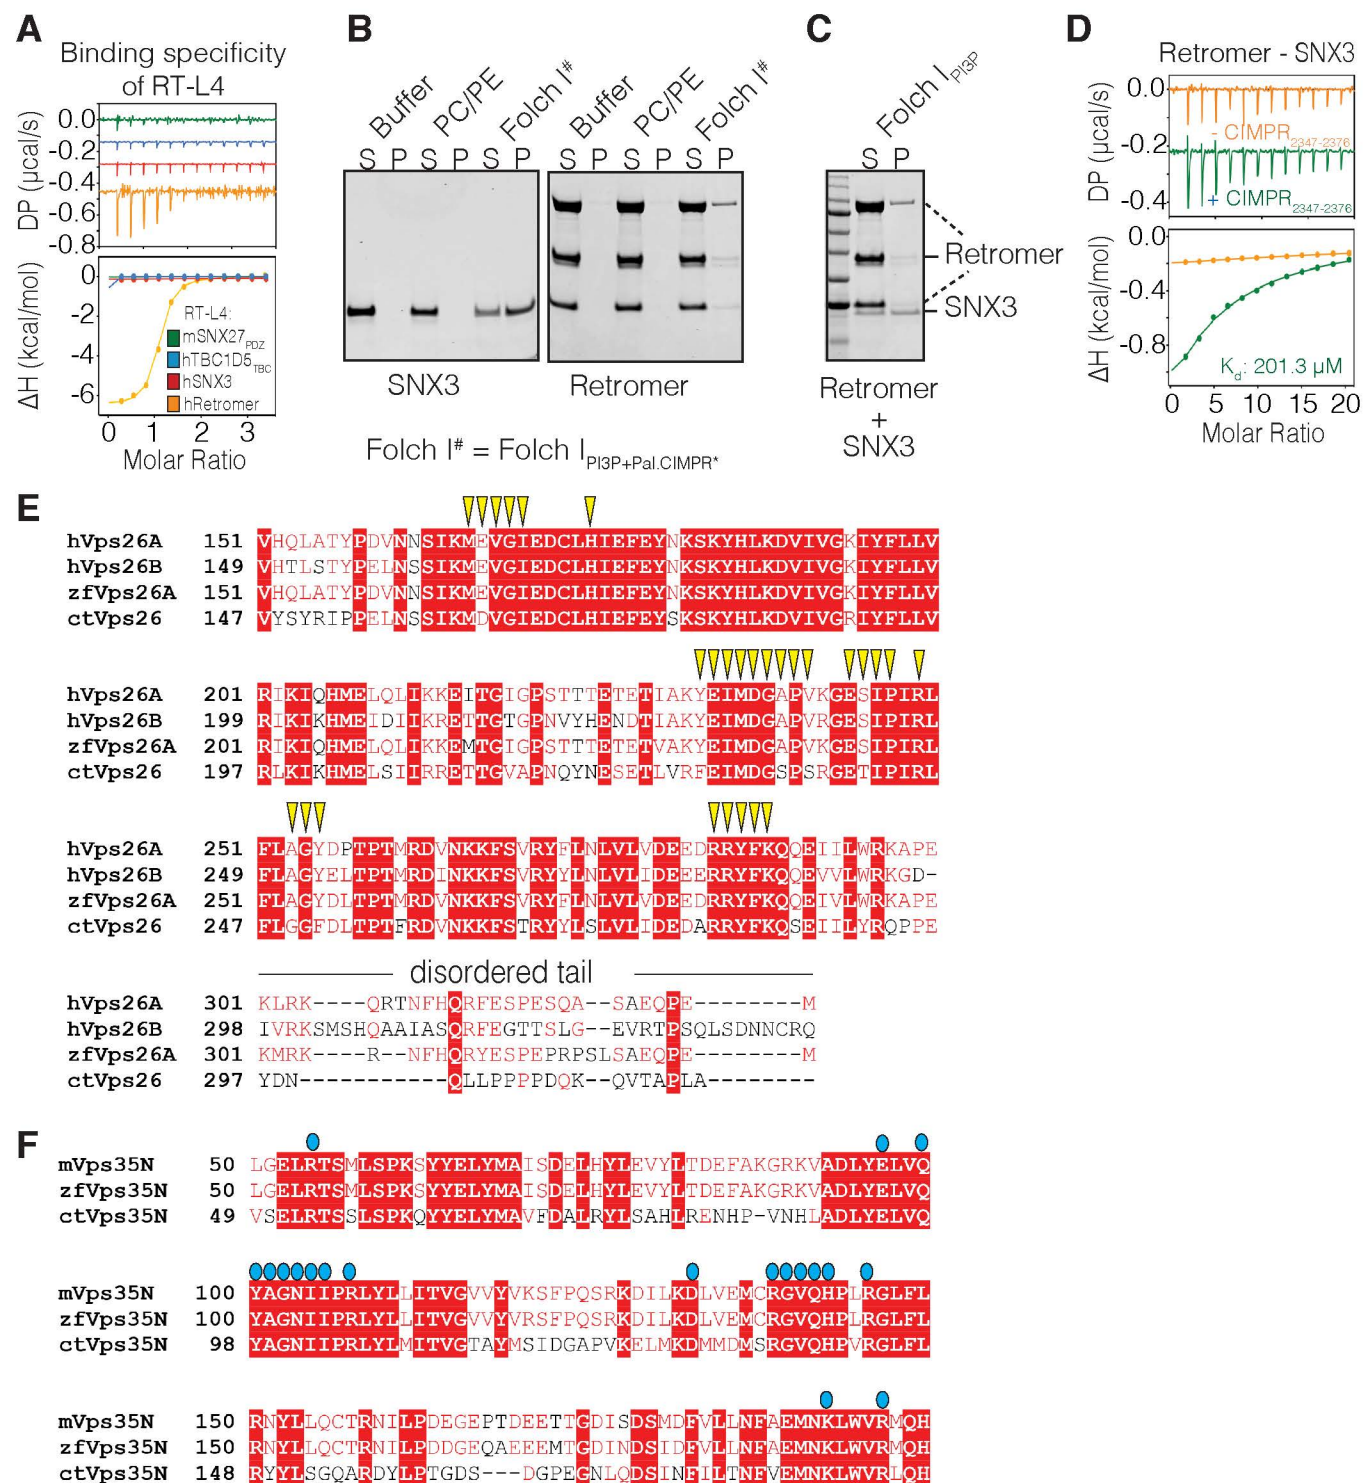 A
Binding specificity
of RT-L4
DP (µcal/s)
0.0
-0.2
-0.4
-0.6
-0.8
ΔH (kcal/mol)
0
-2
-4
-6
RT-L4:
mSNX27PDZ
hTBC1D5TBC
hSNX3
hRetromer
0 1 2 3
Molar Ratio
B
Buffer PC/PE Folch I# Buffer PC/PE Folch I#
S P S P S P S P S P S P
SNX3 Retromer
Folch I# = Folch I PI3P+Pal.CIMPR*
C
Folch I PI3P
S P
Retromer
SNX3
Retromer
+
SNX3
D
Retromer - SNX3
DP (µcal/s)
0.0
-0.2
-0.4
- CIMPR2347-2376
+ CIMPR2347-2376
ΔH (kcal/mol)
0.0
-0.4
-0.8
Kd: 201.3 µM
0 5 10 15 20
Molar Ratio
E
hVps26A 151 VHQLATYPDVNNSIKMEVGIEDCLHIEFEYNKSKYHLKDVIVGKIYFLLV
hVps26B 149 VHTLSTYPELNSSIKMEVGIEDCLHIEFEYNKSKYHLKDVIVGKIYFLLV
zfVps26A 151 VHQLATYPDVNNSIKMEVGIEDCLHIEFEYNKSKYHLKDVIVGKIYFLLV
ctVps26 147 VYSYRIPPELNSSIKMDVGIEDCLHIEFEYSKSKYHLKDVIVGRIYFLLV
hVps26A 201 RIKIQHMELQLIKKEITGIGPSTTTETETIAKYEIMDGAPVKGESIPIRL
hVps26B 199 RIKIKHMEIDIIKRETTGTGPNVYHENDTIAKYEIMDGAPVRGESIPIRL
zfVps26A 201 RIKIQHMELQLIKKEMTGIGPSTTTETETVAKYEIMDGAPVKGESIPIRL
ctVps26 197 RLKIKHMELSIIRRETTGVAPNQYNESETLVRFEIMDGSPSRGETIPIRL
hVps26A 251 FLAGYDPTPTMRDVNKKFSVRYFLNLVLVDEEDRRYFKQQEIILWRKAPE
hVps26B 249 FLAGYELTPTMRDINKKFSVRYYLNLVLIDEEERRYFKQQEVVLWRKGD-
zfVps26A 251 FLAGYDLTPTMRDVNKKFSVRYFLNLVLVDEEDRRYFKQQEIVLWRKAPE
ctVps26 247 FLGGFDLTPTFRDVNKKFSTRYYLSLVLIDEDARRYFKQSEIILYRQPPE
disordered tail
hVps26A 301 KLRK----QRTNFHQRFESPESQA--SAEQPE--------M
hVps26B 298 IVRKSMSHQAAIASQRFEGTTSLG--EVRTPSQLSDNNCRQ
zfVps26A 301 KMRK----R--NFHQRYESPEPRPSLSAEQPE--------M
ctVps26 297 YDN-----------QLLPPPPDQK--QVTAPLA--------
F
mVps35N 50 LGELRTSMLSPKSYYELYMAISDELHYLEVYLTDEFAKGRKVADLYELVQ
zfVps35N 50 LGELRTSMLSPKSYYELYMAISDELHYLEVYLTDEFAKGRKVADLYELVQ
ctVps35N 49 VSELRTSSLSPKQYYELYMAVFDALRYLSAHLRENHP-VNHLADLYELVQ
mVps35N 100 YAGNIIPRLYLLITVGVVYVKSFPQSRKDILKDLVEMCRGVQHPLRGLFL
zfVps35N 100 YAGNIIPRLYLLITVGVVYVRSFPQSRKDILKDLVEMCRGVQHPLRGLFL
ctVps35N 98 YAGNIIPRLYLMITVGTAYMSIDGAPVKELMKDMMDMSRGVQHPVRGLFL
mVps35N 150 RNYLLQCTRNILPDEGEPTDEETTGDISDSMDFVLLNFAEMNKLWVRMQH
zfVps35N 150 RNYLLQCTRNILPDDGEQAEEEMTGDINDSIDFVLLNFAEMNKLWVRMQH
ctVps35N 148 RYYLSGQARDYLPTGDS---DGPEGNLQDSINFILTNFVEMNKLWVRLQH